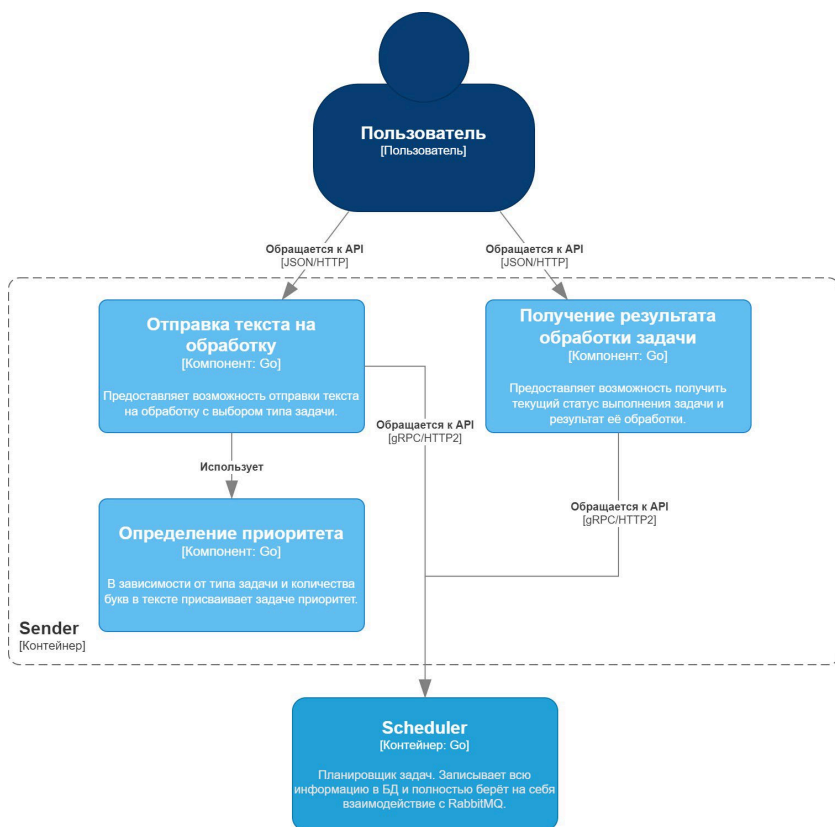 Пользователь
[Пользователь]
Обращается к API
[JSON/HTTP]
Обращается к API
[JSON/HTTP]
Отправка текста на
обработку
[Компонент: Go]
Предоставляет возможность отправки текста
на обработку с выбором типа задачи.
Получение результата
обработки задачи
[Компонент: Go]
Предоставляет возможность получить
текущий статус выполнения задачи и
результат её обработки.
Обращается к API
[gRPC/HTTP2]
Использует
Обращается к API
[gRPC/HTTP2]
Определение приоритета
[Компонент: Go]
В зависимости от типа задачи и количества
букв в тексте присваивает задаче приоритет.
Sender
[Контейнер]
Scheduler
[Контейнер: Go]
Планировщик задач. Записывает всю
информацию в БД и полностью берёт на себя
взаимодействие с RabbitMQ.